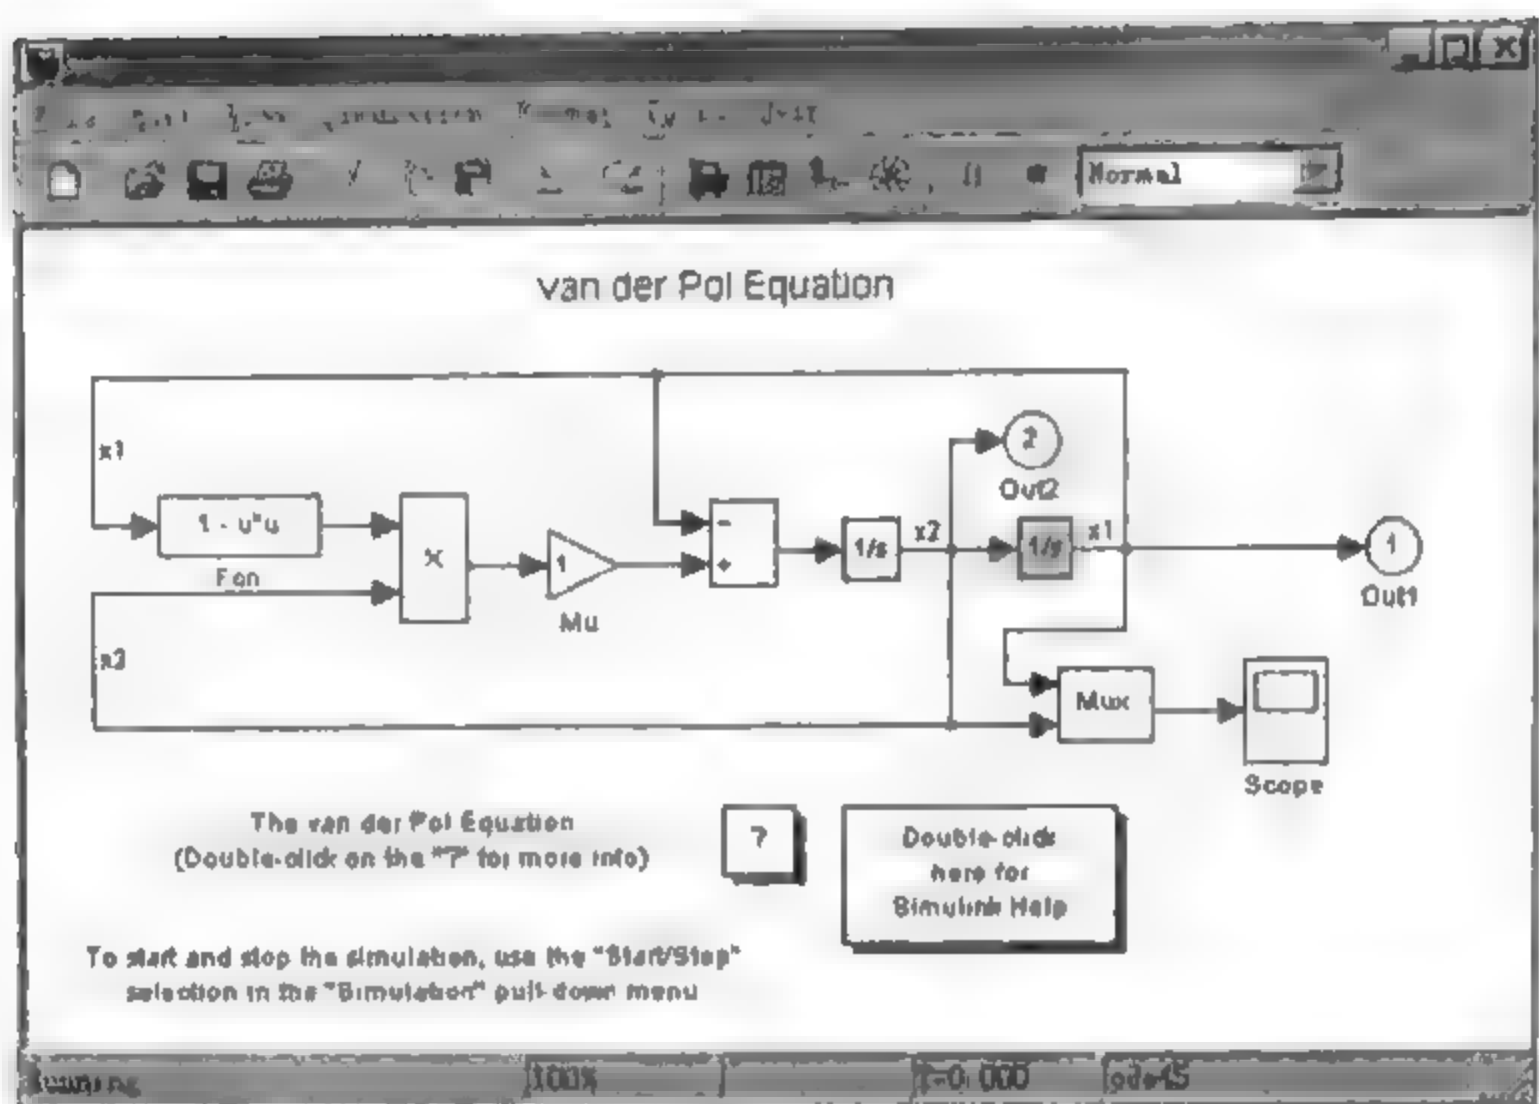 Normal
van der Pol Equation
x1
2
Out2
1 - u*u
Fcn
×
1
Mu
-
+
1/s
x2
1/s
x1
1
Out1
x2
Mux
Scope
The van der Pol Equation
(Double-click on the "?" for more info)
?
Double-click
here for
Simulink Help
To start and stop the simulation, use the "Start/Stop"
selection in the "Simulation" pull-down menu
Running
100%
T=0.000
ode45